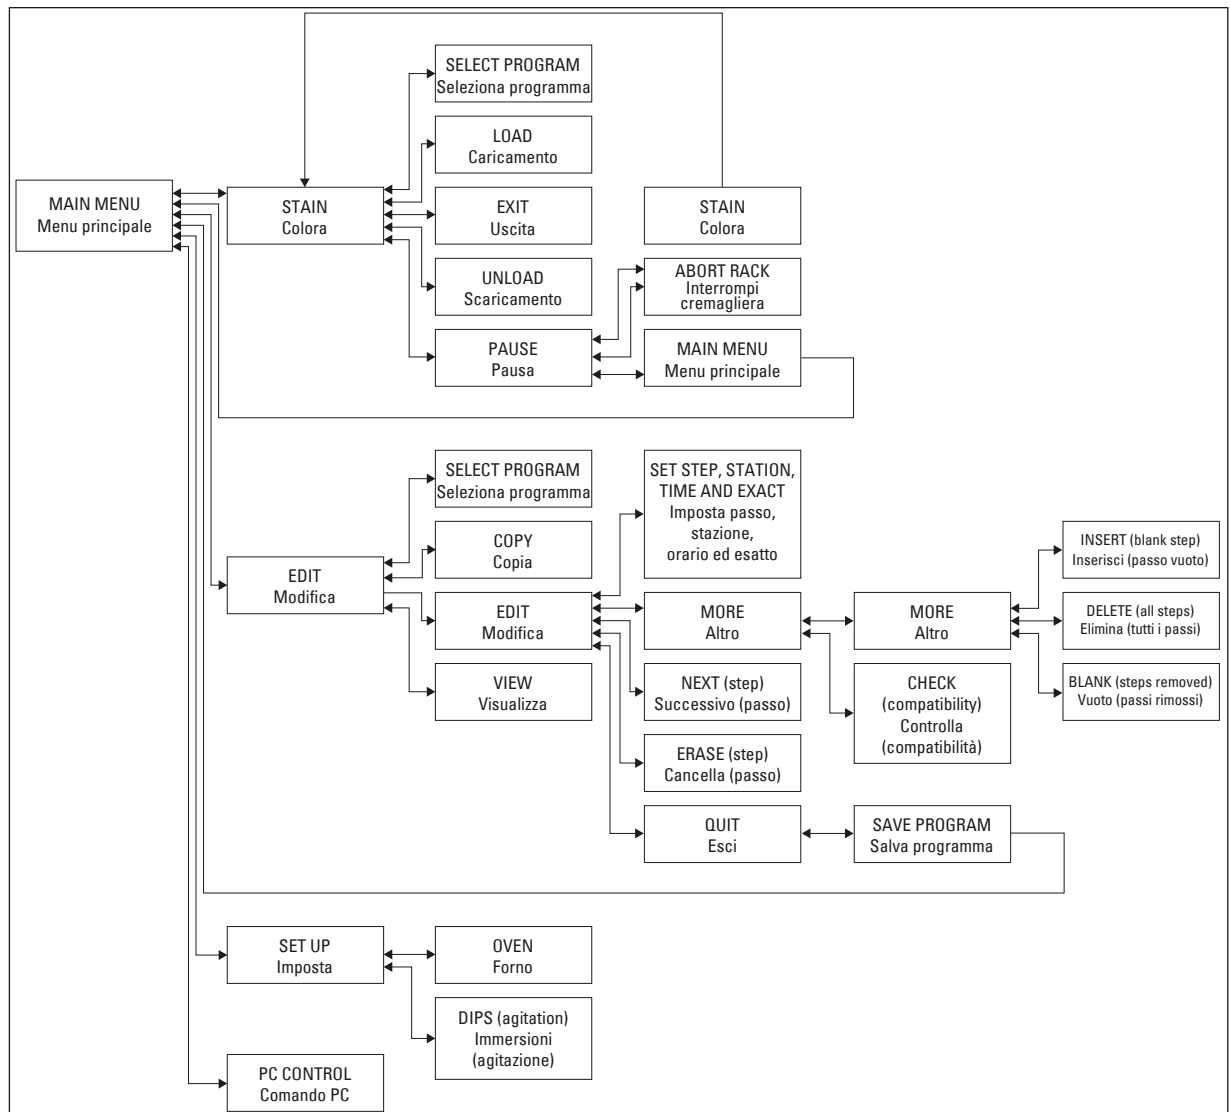 SELECT PROGRAM
Seleziona programma
LOAD
Caricamento
MAIN MENU
Menu principale
STAIN
Colora
EXIT
Uscita
STAIN
Colora
UNLOAD
Scaricamento
ABORT RACK
Interrompi
cremagliera
PAUSE
Pausa
MAIN MENU
Menu principale
SELECT PROGRAM
Seleziona programma
SET STEP, STATION,
TIME AND EXACT
Imposta passo,
stazione,
orario ed esatto
COPY
Copia
INSERT (blank step)
Inserisci (passo vuoto)
EDIT
Modifica
EDIT
Modifica
MORE
Altro
MORE
Altro
DELETE (all steps)
Elimina (tutti i passi)
VIEW
Visualizza
NEXT (step)
Successivo (passo)
CHECK
(compatibility)
Controlla
(compatibilità)
BLANK (steps removed)
Vuoto (passi rimossi)
ERASE (step)
Cancella (passo)
QUIT
Esci
SAVE PROGRAM
Salva programma
SET UP
Imposta
OVEN
Forno
DIPS (agitation)
Immersioni
(agitazione)
PC CONTROL
Comando PC